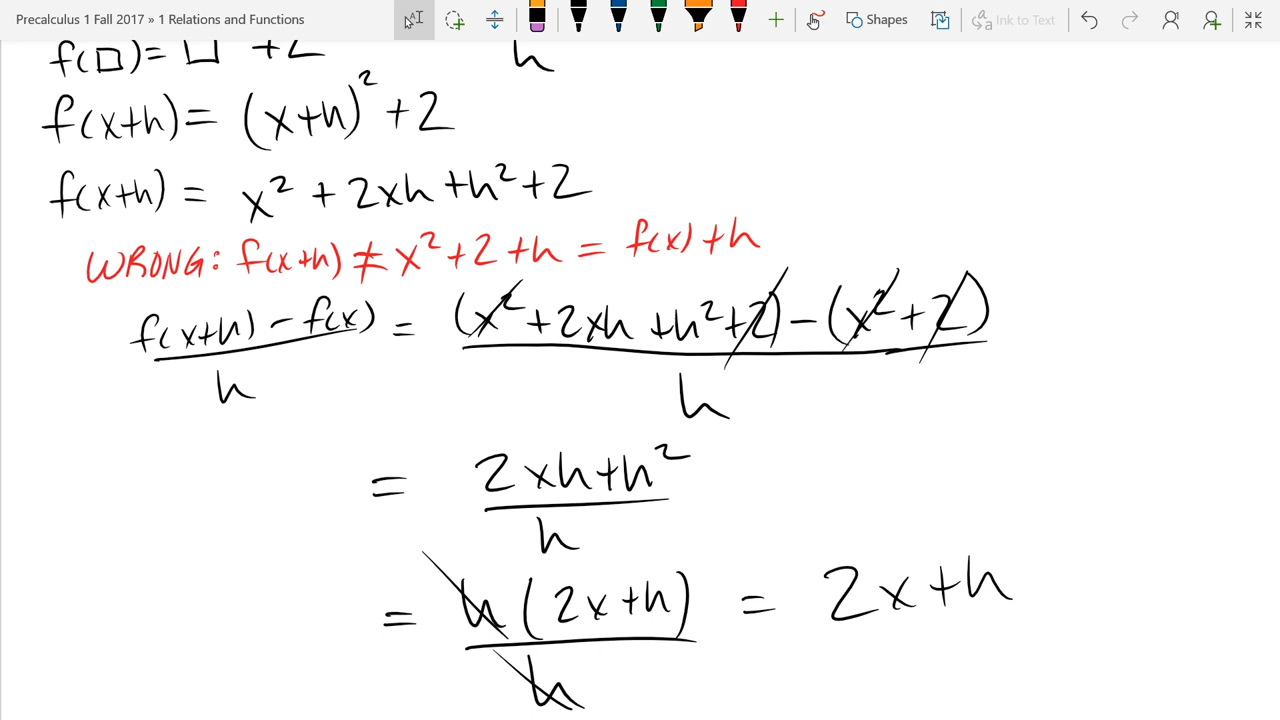 Precalculus 1 Fall 2017 » 1 Relations and Functions
Shapes
Ink to Text
f(□)= □ +2
h
f(x+h)= (x+h)² +2
f(x+h) = x² + 2xh +h² +2
WRONG: f(x+h) ≠ x² +2 +h = f(x) +h
f(x+h) - f(x) = (x² +2xh +h² +2) - (x² +2)
h h
= 2xh+h²
h
= h(2x+h) = 2x+h
h